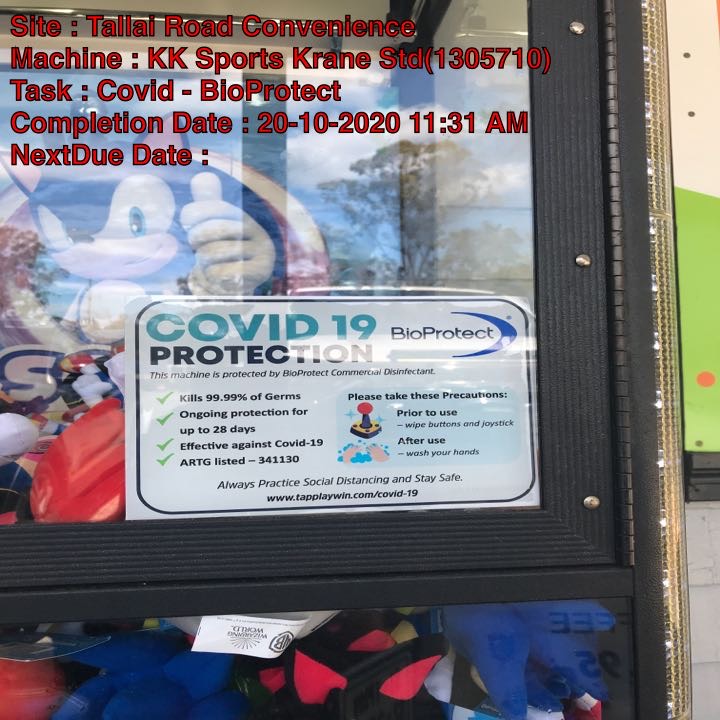 Site : Tallai Road Convenience
Machine : KK Sports Krane Std(1305710)
Task : Covid - BioProtect
Completion Date : 20-10-2020 11:31 AM
NextDue Date :
COVID 19
PROTECTION
BioProtect
This machine is protected by BioProtect Commercial Disinfectant.
Kills 99.99% of Germs
Ongoing protection for
up to 28 days
Effective against Covid-19
ARTG listed – 341130
Please take these Precautions:
Prior to use
– wipe buttons and joystick
After use
– wash your hands
Always Practice Social Distancing and Stay Safe.
www.tapplaywin.com/covid-19
WIZARDING
WORLD
WB